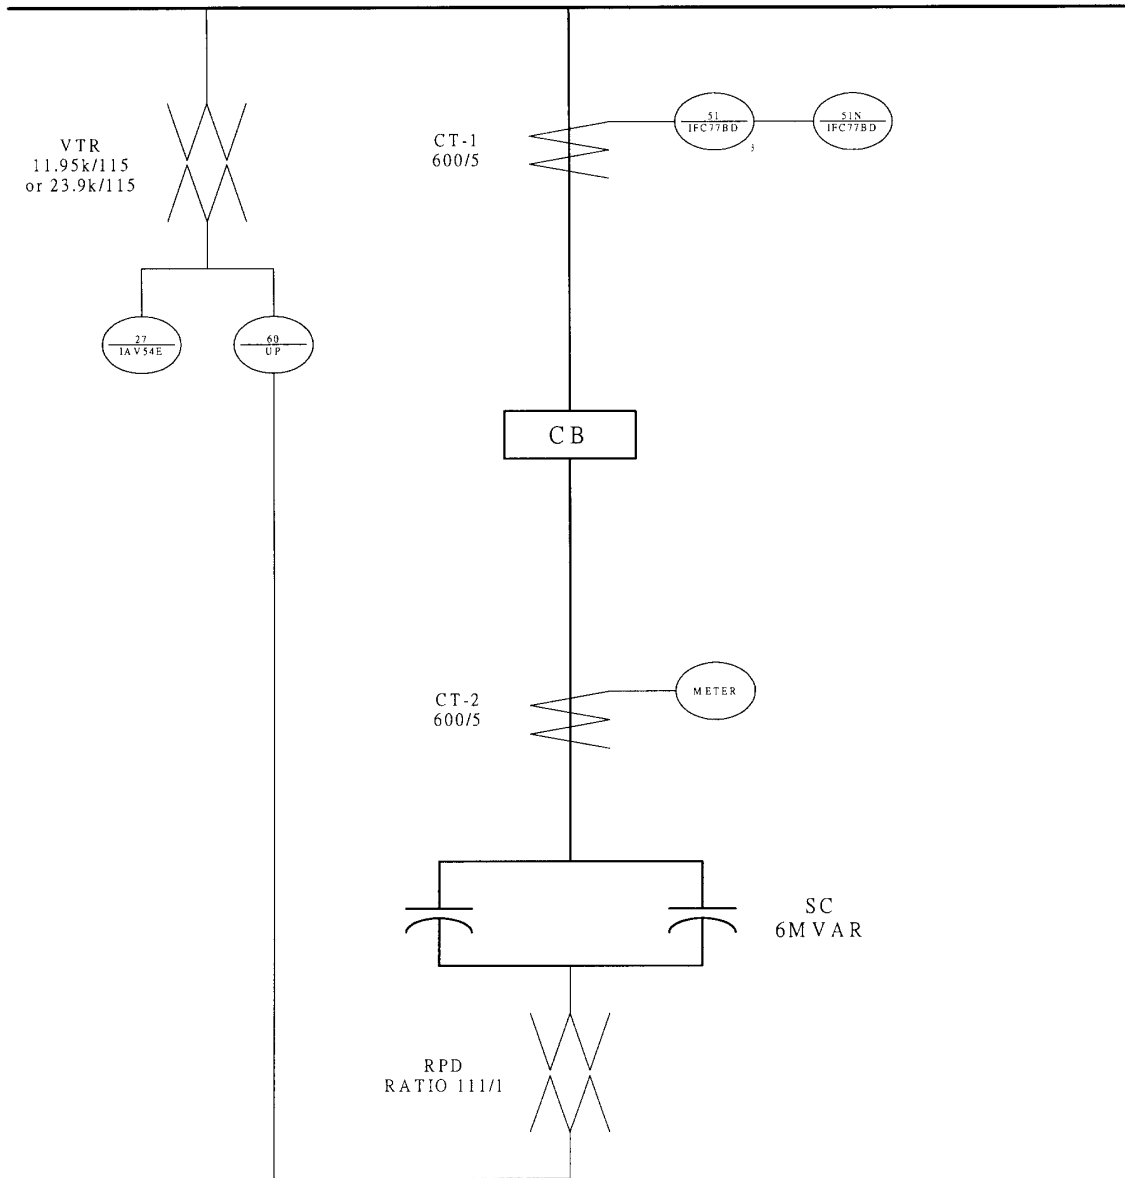 VTR
11.95k/115
or 23.9k/115
CT-1
600/5
51
IFC77BD
3
51N
IFC77BD
27
IAV54E
60
UP
CB
CT-2
600/5
METER
SC
6MVAR
RPD
RATIO 111/1